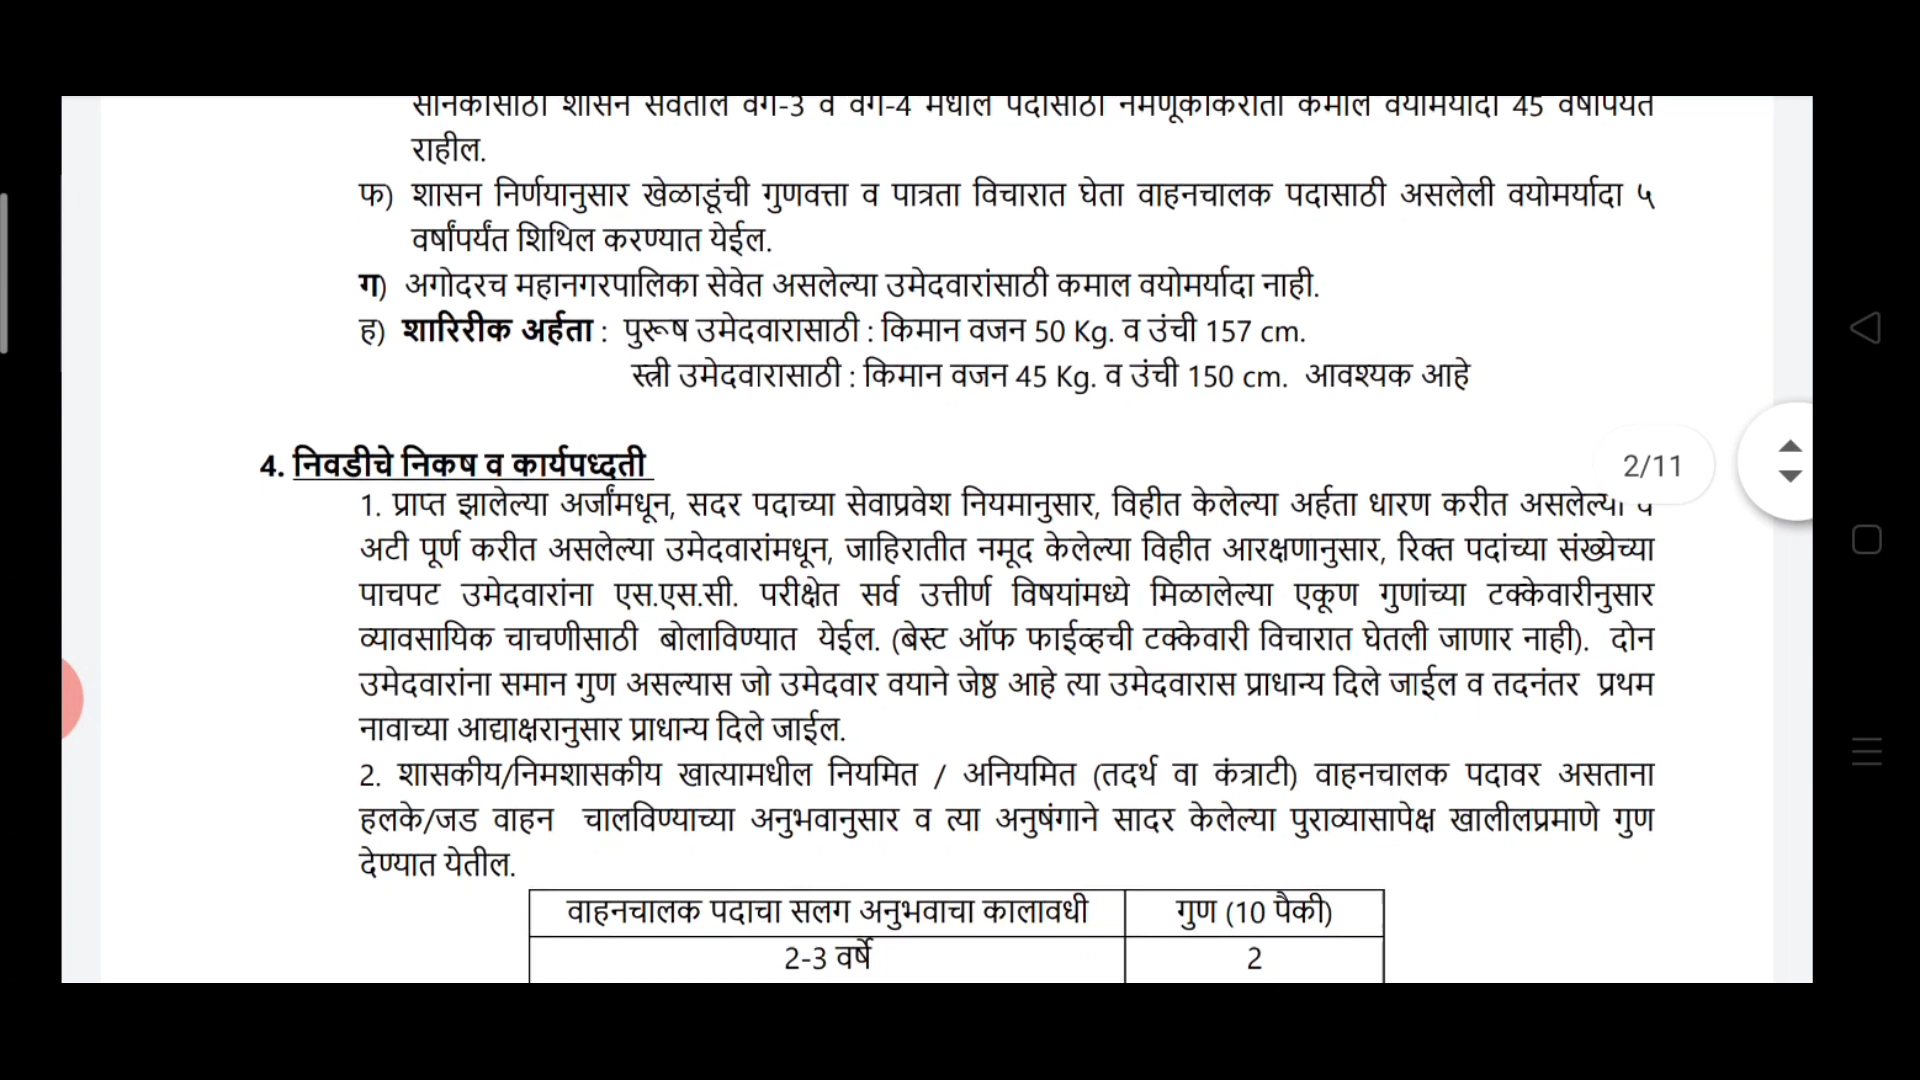 राहील.
फ) शासन निर्णयानुसार खेळाडूंची गुणवत्ता व पात्रता विचारात घेता वाहनचालक पदासाठी असलेली वयोमर्यादा ५
वर्षांपर्यंत शिथिल करण्यात येईल.
ग) अगोदरच महानगरपालिका सेवेत असलेल्या उमेदवारांसाठी कमाल वयोमर्यादा नाही.
ह) शारिरीक अर्हता : पुरूष उमेदवारासाठी : किमान वजन 50 Kg. व उंची 157 cm.
स्त्री उमेदवारासाठी : किमान वजन 45 Kg. व उंची 150 cm. आवश्यक आहे
4. निवडीचे निकष व कार्यपध्दती
2/11
1. प्राप्त झालेल्या अर्जांमधून, सदर पदाच्या सेवाप्रवेश नियमानुसार, विहीत केलेल्या अर्हता धारण करीत असलेल्या व
अटी पूर्ण करीत असलेल्या उमेदवारांमधून, जाहिरातीत नमूद केलेल्या विहीत आरक्षणानुसार, रिक्त पदांच्या संख्येच्या
पाचपट उमेदवारांना एस.एस.सी. परीक्षेत सर्व उत्तीर्ण विषयांमध्ये मिळालेल्या एकूण गुणांच्या टक्केवारीनुसार
व्यावसायिक चाचणीसाठी बोलाविण्यात येईल. (बेस्ट ऑफ फाईव्हची टक्केवारी विचारात घेतली जाणार नाही). दोन
उमेदवारांना समान गुण असल्यास जो उमेदवार वयाने जेष्ठ आहे त्या उमेदवारास प्राधान्य दिले जाईल व तदनंतर प्रथम
नावाच्या आद्याक्षरानुसार प्राधान्य दिले जाईल.
2. शासकीय/निमशासकीय खात्यामधील नियमित / अनियमित (तदर्थ वा कंत्राटी) वाहनचालक पदावर असताना
हलके/जड वाहन चालविण्याच्या अनुभवानुसार व त्या अनुषंगाने सादर केलेल्या पुराव्यासापेक्ष खालीलप्रमाणे गुण
देण्यात येतील.
वाहनचालक पदाचा सलग अनुभवाचा कालावधी गुण (10 पैकी)
2-3 वर्षे 2